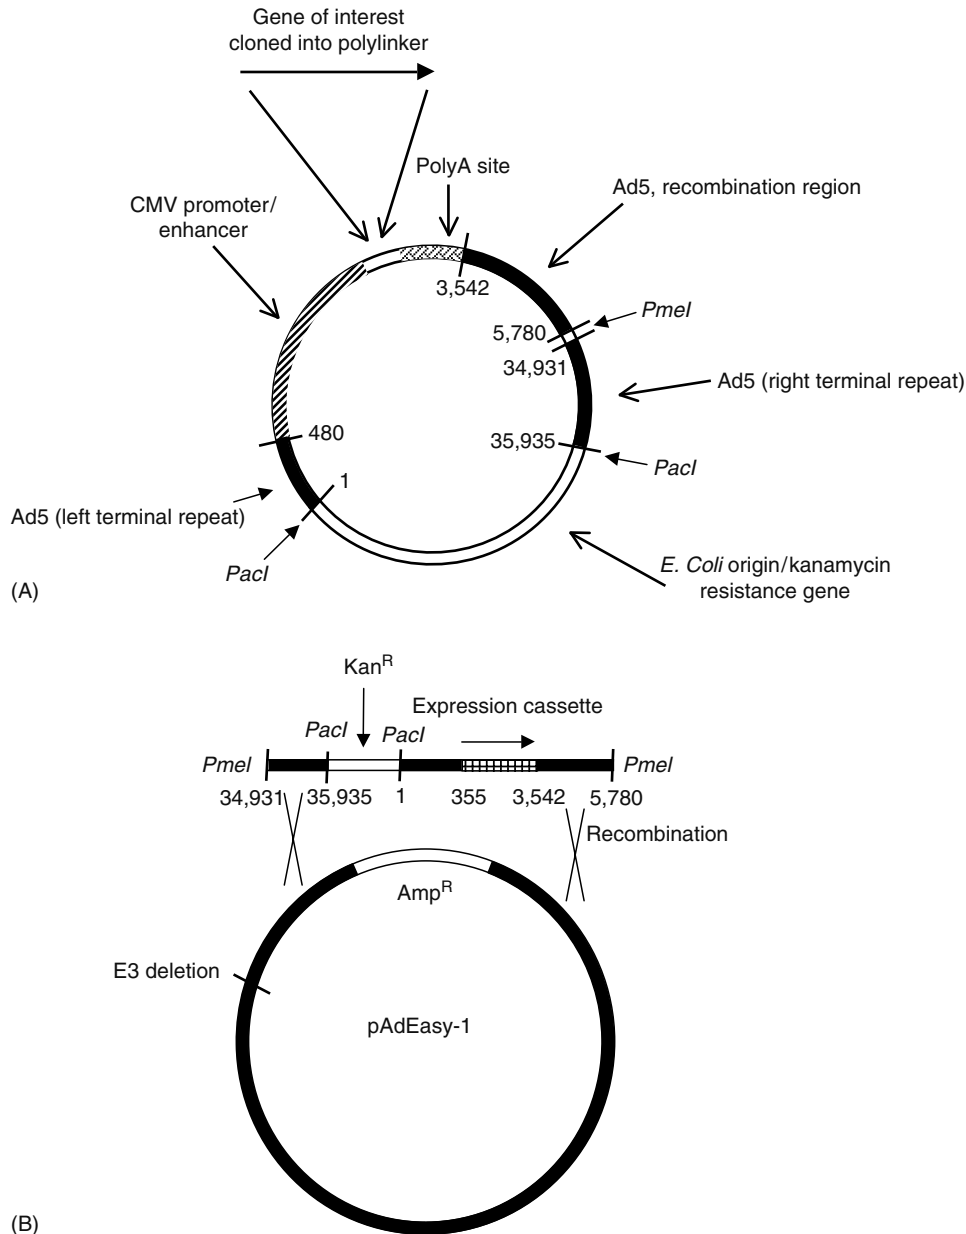 Gene of interest
cloned into polylinker
PolyA site
Ad5, recombination region
CMV promoter/
enhancer
3,542
PmeI
5,780
34,931
Ad5 (right terminal repeat)
480
35,935
PacI
1
Ad5 (left terminal repeat)
PacI
E. Coli origin/kanamycin
resistance gene
(A)
KanR
Expression cassette
PacI
PacI
PmeI
PmeI
34,931
35,935
1
355
3,542
5,780
Recombination
AmpR
E3 deletion
pAdEasy-1
(B)